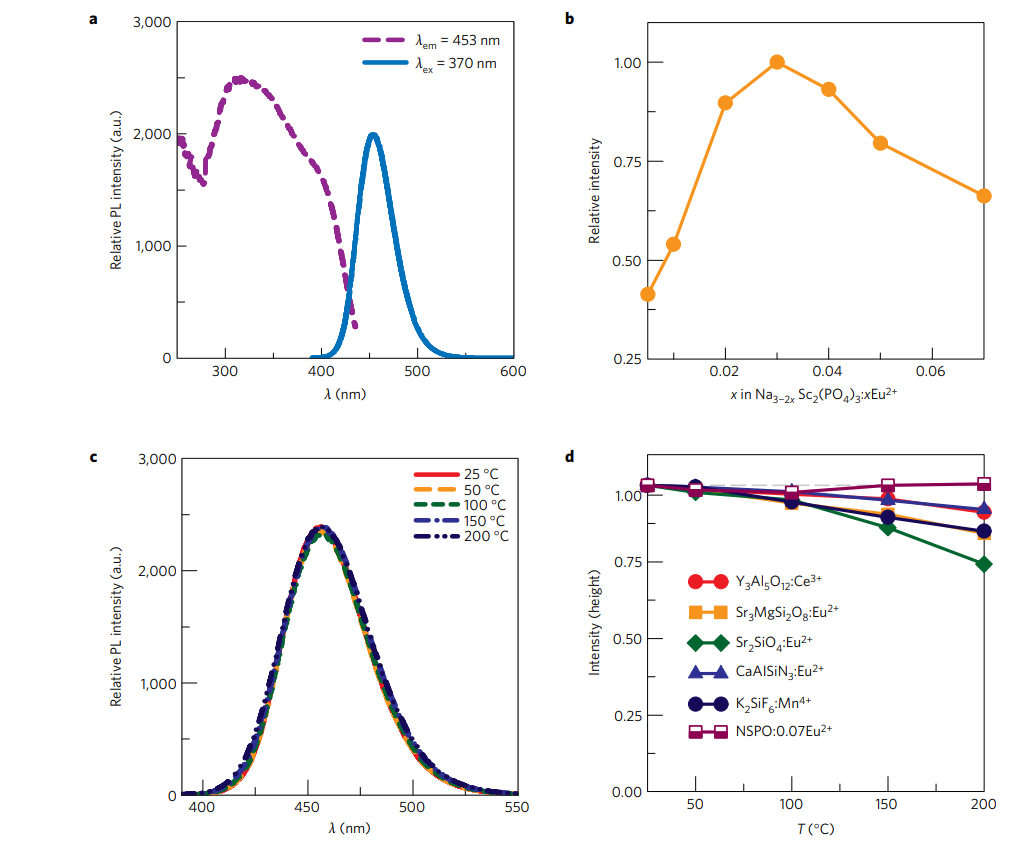 a
3,000
2,000
1,000
0
300
400
500
600
Relative PL intensity (a.u.)
λ (nm)
λem = 453 nm
λex = 370 nm
b
1.00
0.75
0.50
0.25
0.02
0.04
0.06
Relative intensity
x in Na3−2x Sc2(PO4)3:xEu2+
c
3,000
2,000
1,000
0
400
450
500
550
Relative PL intensity (a.u.)
λ (nm)
25 °C
50 °C
100 °C
150 °C
200 °C
d
1.00
0.75
0.50
0.25
0.00
50
100
150
200
Intensity (height)
T (°C)
Y3Al5O12:Ce3+
Sr3MgSi2O8:Eu2+
Sr2SiO4:Eu2+
CaAlSiN3:Eu2+
K2SiF6:Mn4+
NSPO:0.07Eu2+